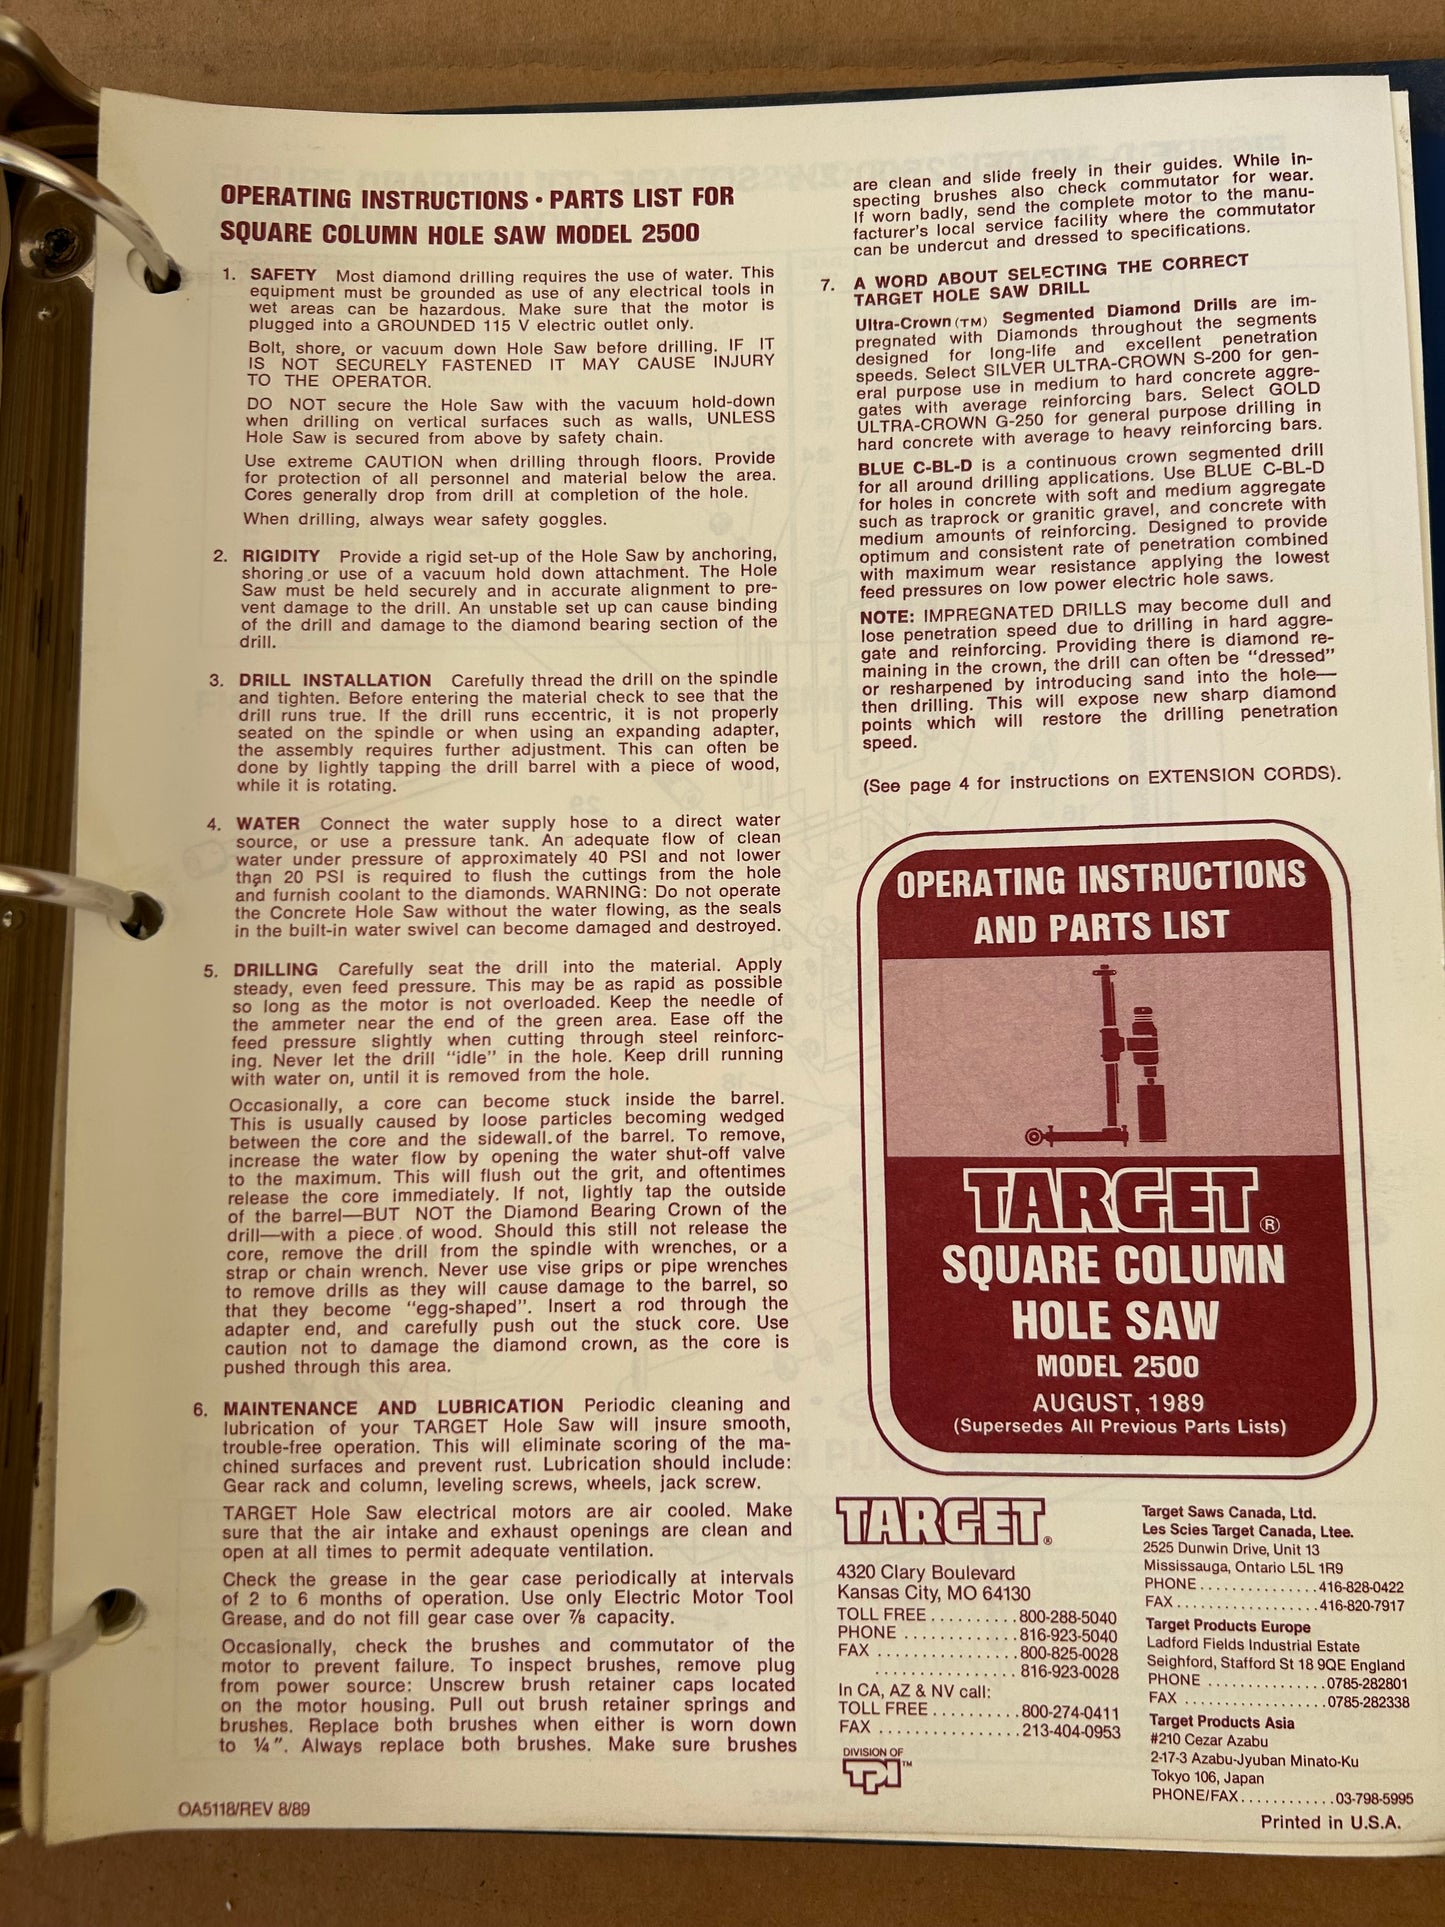 OPERATING INSTRUCTIONS • PARTS LIST FOR
SQUARE COLUMN HOLE SAW MODEL 2500
1. SAFETY Most diamond drilling requires the use of water. This
equipment must be grounded as use of any electrical tools in
wet areas can be hazardous. Make sure that the motor is
plugged into a GROUNDED 115 V electric outlet only.
Bolt, shore, or vacuum down Hole Saw before drilling. IF IT
IS NOT SECURELY FASTENED IT MAY CAUSE INJURY
TO THE OPERATOR.
DO NOT secure the Hole Saw with the vacuum hold-down
when drilling on vertical surfaces such as walls, UNLESS
Hole Saw is secured from above by safety chain.
Use extreme CAUTION when drilling through floors. Provide
for protection of all personnel and material below the area.
Cores generally drop from drill at completion of the hole.
When drilling, always wear safety goggles.
2. RIGIDITY Provide a rigid set-up of the Hole Saw by anchoring,
shoring or use of a vacuum hold down attachment. The Hole
Saw must be held securely and in accurate alignment to pre-
vent damage to the drill. An unstable set up can cause binding
of the drill and damage to the diamond bearing section of the
drill.
3. DRILL INSTALLATION Carefully thread the drill on the spindle
and tighten. Before entering the material check to see that the
drill runs true. If the drill runs eccentric, it is not properly
seated on the spindle or when using an expanding adapter,
the assembly requires further adjustment. This can often be
done by lightly tapping the drill barrel with a piece of wood,
while it is rotating.
4. WATER Connect the water supply hose to a direct water
source, or use a pressure tank. An adequate flow of clean
water under pressure of approximately 40 PSI and not lower
than 20 PSI is required to flush the cuttings from the hole
and furnish coolant to the diamonds. WARNING: Do not operate
the Concrete Hole Saw without the water flowing, as the seals
in the built-in water swivel can become damaged and destroyed.
5. DRILLING Carefully seat the drill into the material. Apply
steady, even feed pressure. This may be as rapid as possible
so long as the motor is not overloaded. Keep the needle of
the ammeter near the end of the green area. Ease off the
feed pressure slightly when cutting through steel reinforc-
ing. Never let the drill "idle" in the hole. Keep drill running
with water on, until it is removed from the hole.
Occasionally, a core can become stuck inside the barrel.
This is usually caused by loose particles becoming wedged
between the core and the sidewall of the barrel. To remove,
increase the water flow by opening the water shut-off valve
to the maximum. This will flush out the grit, and oftentimes
release the core immediately. If not, lightly tap the outside
of the barrel—BUT NOT the Diamond Bearing Crown of the
drill—with a piece of wood. Should this still not release the
core, remove the drill from the spindle with wrenches, or a
strap or chain wrench. Never use vise grips or pipe wrenches
to remove drills as they will cause damage to the barrel, so
that they become "egg-shaped". Insert a rod through the
adapter end, and carefully push out the stuck core. Use
caution not to damage the diamond crown, as the core is
pushed through this area.
6. MAINTENANCE AND LUBRICATION Periodic cleaning and
lubrication of your TARGET Hole Saw will insure smooth,
trouble-free operation. This will eliminate scoring of the ma-
chined surfaces and prevent rust. Lubrication should include:
Gear rack and column, leveling screws, wheels, jack screw.
TARGET Hole Saw electrical motors are air cooled. Make
sure that the air intake and exhaust openings are clean and
open at all times to permit adequate ventilation.
Check the grease in the gear case periodically at intervals
of 2 to 6 months of operation. Use only Electric Motor Tool
Grease, and do not fill gear case over ⅞ capacity.
Occasionally, check the brushes and commutator of the
motor to prevent failure. To inspect brushes, remove plug
from power source: Unscrew brush retainer caps located
on the motor housing. Pull out brush retainer springs and
brushes. Replace both brushes when either is worn down
to ¼". Always replace both brushes. Make sure brushes
OA5118/REV 8/89
are clean and slide freely in their guides. While in-
specting brushes also check commutator for wear.
If worn badly, send the complete motor to the manu-
facturer's local service facility where the commutator
can be undercut and dressed to specifications.
7. A WORD ABOUT SELECTING THE CORRECT
TARGET HOLE SAW DRILL
Ultra-Crown (TM) Segmented Diamond Drills are im-
pregnated with Diamonds throughout the segments
designed for long-life and excellent penetration
speeds. Select SILVER ULTRA-CROWN S-200 for gen-
eral purpose use in medium to hard concrete aggre-
gates with average reinforcing bars. Select GOLD
ULTRA-CROWN G-250 for general purpose drilling in
hard concrete with average to heavy reinforcing bars.
BLUE C-BL-D is a continuous crown segmented drill
for all around drilling applications. Use BLUE C-BL-D
for holes in concrete with soft and medium aggregate
such as traprock or granitic gravel, and concrete with
medium amounts of reinforcing. Designed to provide
optimum and consistent rate of penetration combined
with maximum wear resistance applying the lowest
feed pressures on low power electric hole saws.
NOTE: IMPREGNATED DRILLS may become dull and
lose penetration speed due to drilling in hard aggre-
gate and reinforcing. Providing there is diamond re-
maining in the crown, the drill can often be "dressed"
or resharpened by introducing sand into the hole—
then drilling. This will expose new sharp diamond
points which will restore the drilling penetration
speed.
(See page 4 for instructions on EXTENSION CORDS).
OPERATING INSTRUCTIONS
AND PARTS LIST
TARGET®
SQUARE COLUMN
HOLE SAW
MODEL 2500
AUGUST, 1989
(Supersedes All Previous Parts Lists)
TARGET®
4320 Clary Boulevard
Kansas City, MO 64130
TOLL FREE..........800-288-5040
PHONE ............816-923-5040
FAX ...............800-825-0028
...............816-923-0028
In CA, AZ & NV call:
TOLL FREE..........800-274-0411
FAX ...............213-404-0953
DIVISION OF
TPI™
Target Saws Canada, Ltd.
Les Scies Target Canada, Ltee.
2525 Dunwin Drive, Unit 13
Mississauga, Ontario L5L 1R9
PHONE...............416-828-0422
FAX..................416-820-7917
Target Products Europe
Ladford Fields Industrial Estate
Seighford, Stafford St 18 9QE England
PHONE ...............0785-282801
FAX ..................0785-282338
Target Products Asia
#210 Cezar Azabu
2-17-3 Azabu-Jyuban Minato-Ku
Tokyo 106, Japan
PHONE/FAX............03-798-5995
Printed in U.S.A.